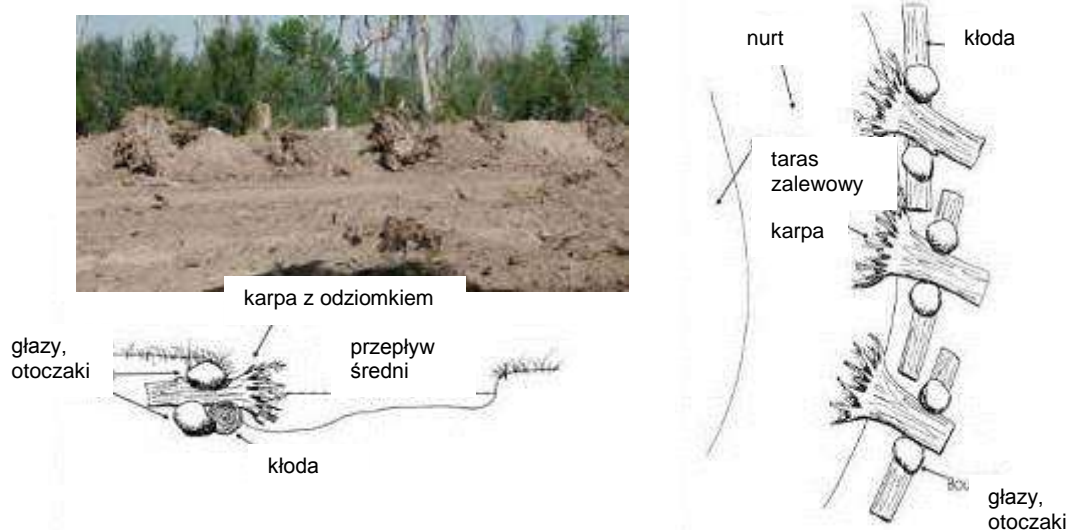 karpa z odziomkiem
głazy,
otoczaki
przepływ
średni
kłoda
nurt
kłoda
taras
zalewowy
karpa
głazy,
otoczaki